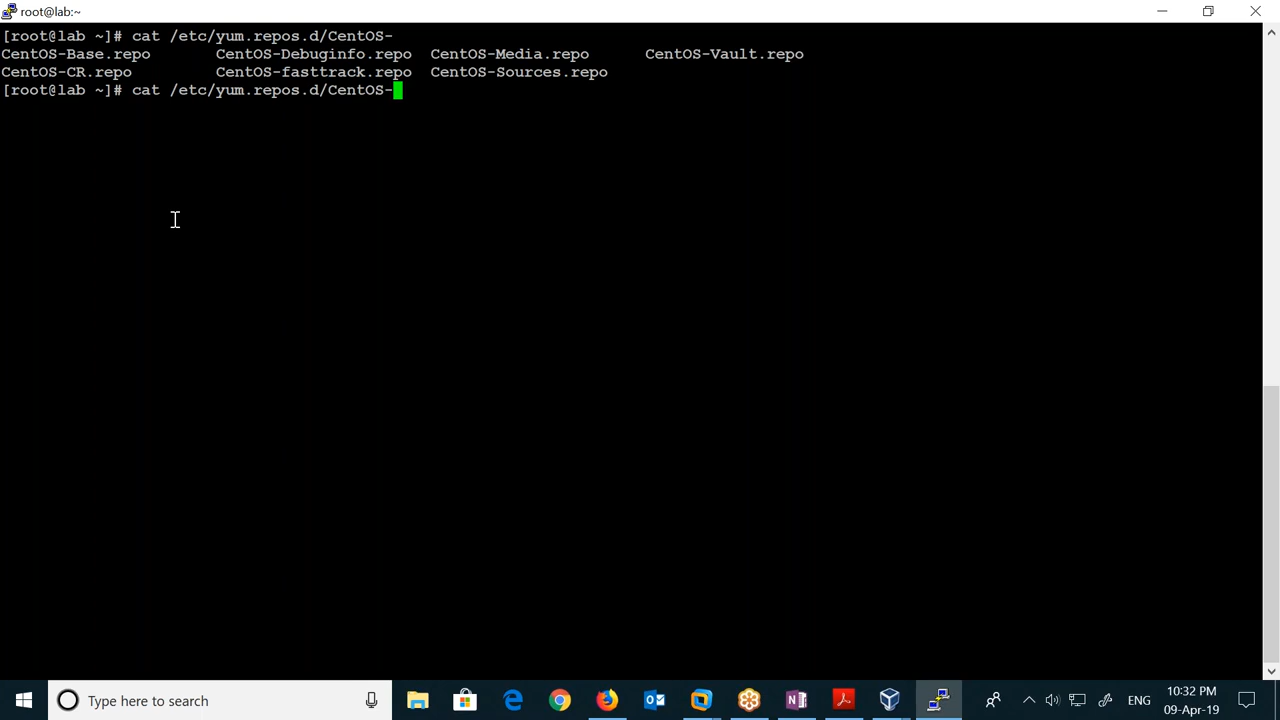 root@lab:~
[root@lab ~]# cat /etc/yum.repos.d/CentOS-
CentOS-Base.repo CentOS-Debuginfo.repo CentOS-Media.repo CentOS-Vault.repo
CentOS-CR.repo CentOS-fasttrack.repo CentOS-Sources.repo
[root@lab ~]# cat /etc/yum.repos.d/CentOS-
Type here to search
ENG
10:32 PM
09-Apr-19